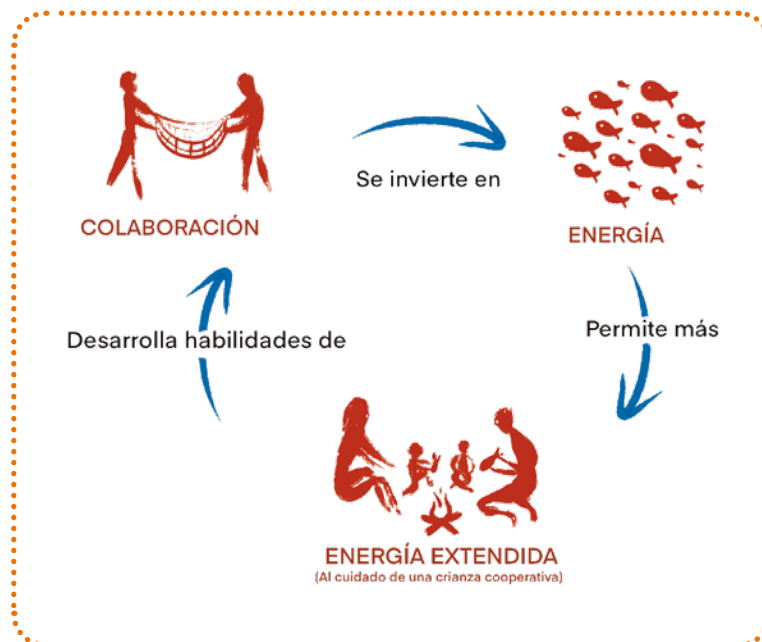 Se invierte en
COLABORACIÓN
ENERGÍA
Desarrolla habilidades de
Permite más
ENERGÍA EXTENDIDA
(Al cuidado de una crianza cooperativa)